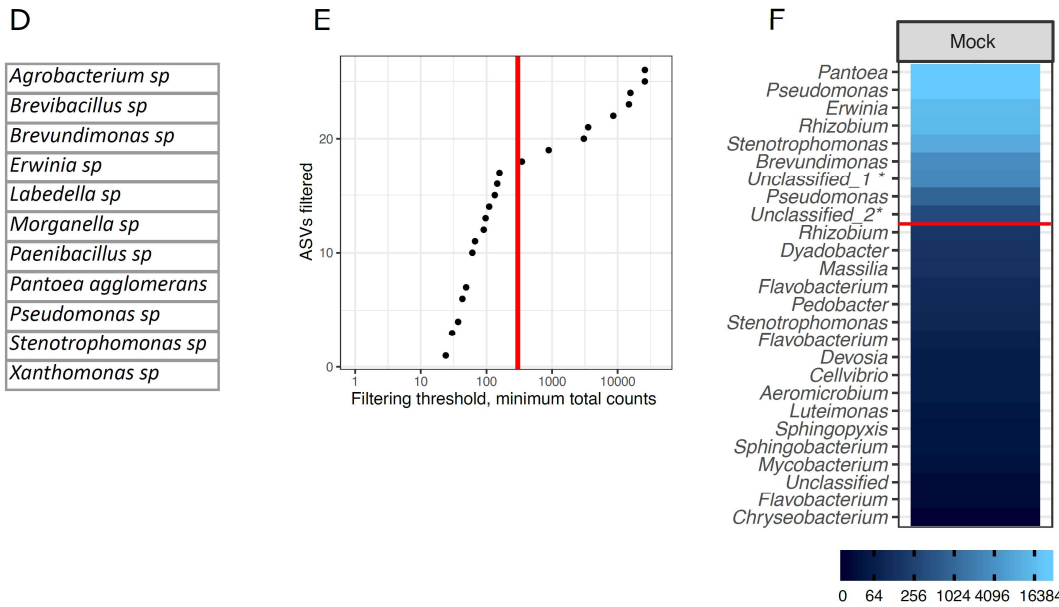 D
Agrobacterium sp
Brevibacillus sp
Brevundimonas sp
Erwinia sp
Labedella sp
Morganella sp
Paenibacillus sp
Pantoea agglomerans
Pseudomonas sp
Stenotrophomonas sp
Xanthomonas sp
E
ASVs filtered
20
10
0
1 10 100 1000 10000
Filtering threshold, minimum total counts
F
Mock
Pantoea
Pseudomonas
Erwinia
Rhizobium
Stenotrophomonas
Brevundimonas
Unclassified_1 *
Pseudomonas
Unclassified_2*
Rhizobium
Dyadobacter
Massilia
Flavobacterium
Pedobacter
Stenotrophomonas
Flavobacterium
Devosia
Cellvibrio
Aeromicrobium
Luteimonas
Sphingopyxis
Sphingobacterium
Mycobacterium
Unclassified
Flavobacterium
Chryseobacterium
0 64 256 1024 4096 16384